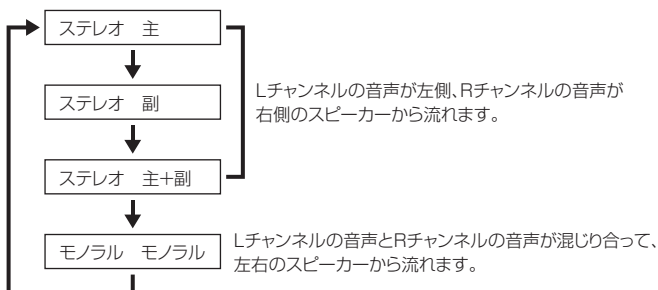 ステレオ　主
ステレオ　副
Lチャンネルの音声が左側、Rチャンネルの音声が
右側のスピーカーから流れます。
ステレオ　主+副
モノラル　モノラル
Lチャンネルの音声とRチャンネルの音声が混じり合って、
左右のスピーカーから流れます。